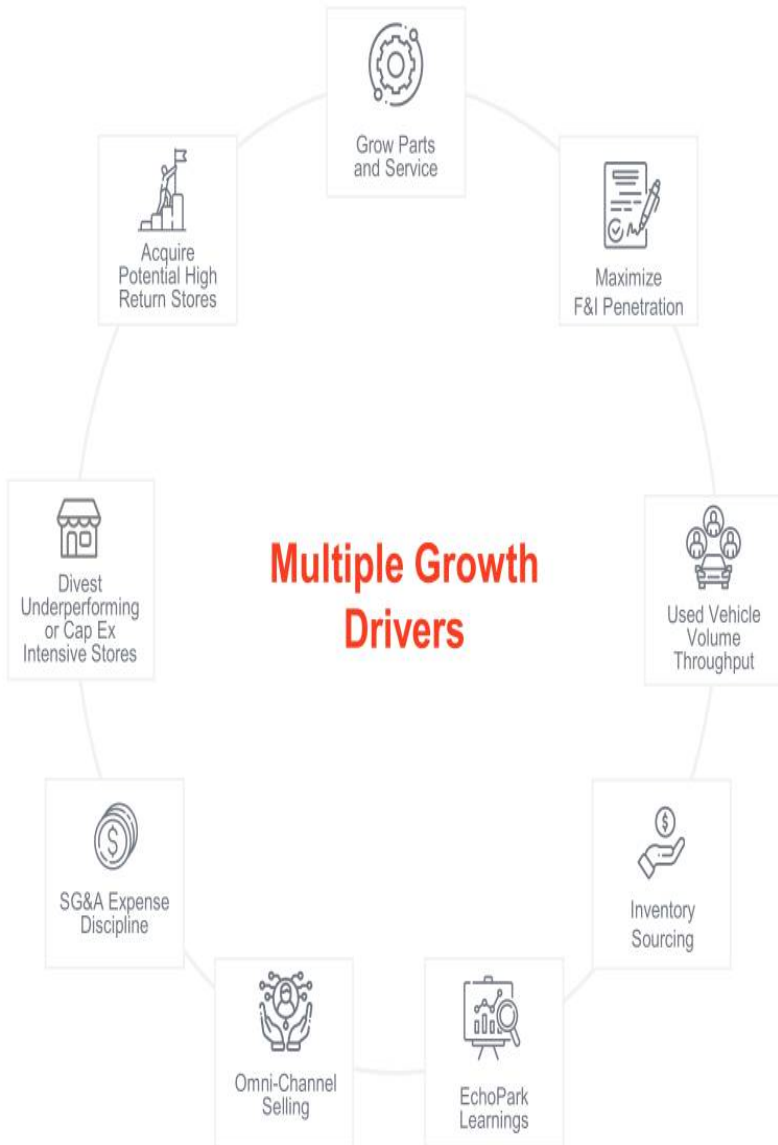 Grow Parts
and Service
Maximize
F&I Penetration
Used Vehicle
Volume
Throughput
Inventory
Sourcing
EchoPark
Learnings
Omni-Channel
Selling
SG&A Expense
Discipline
Divest
Underperforming
or Cap Ex
Intensive Stores
Acquire
Potential High
Return Stores
Multiple Growth
Drivers